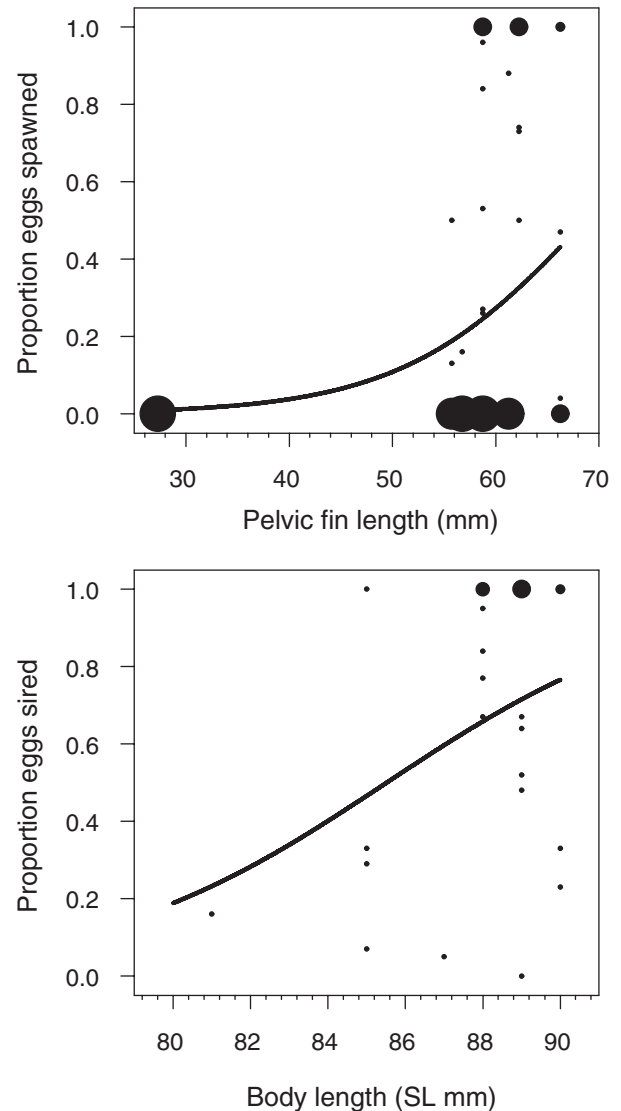 1.0
0.8
0.6
0.4
0.2
0.0
Proportion eggs spawned
30 40 50 60 70
Pelvic fin length (mm)
1.0
0.8
0.6
0.4
0.2
0.0
Proportion eggs sired
80 82 84 86 88 90
Body length (SL mm)